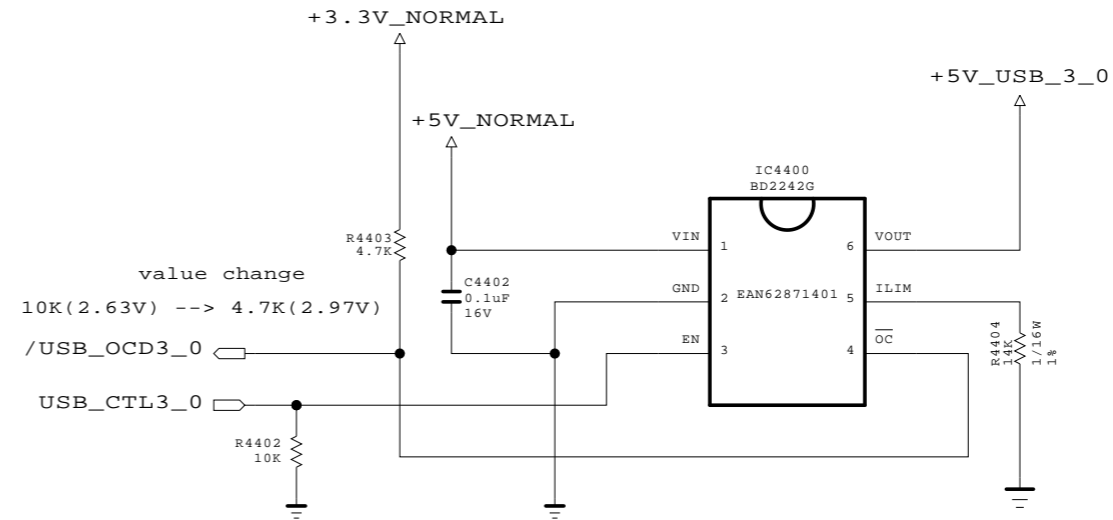 +3.3V_NORMAL
+5V_USB_3_0
+5V_NORMAL
IC4400
BD2242G
R4403
4.7K
VIN
1
6
VOUT
value change
10K(2.63V) --> 4.7K(2.97V)
C4402
0.1uF
16V
GND
2
EAN62871401
5
ILIM
/USB_OCD3_0
EN
3
4
OC
R4404
14K
1/16W
1%
USB_CTL3_0
R4402
10K